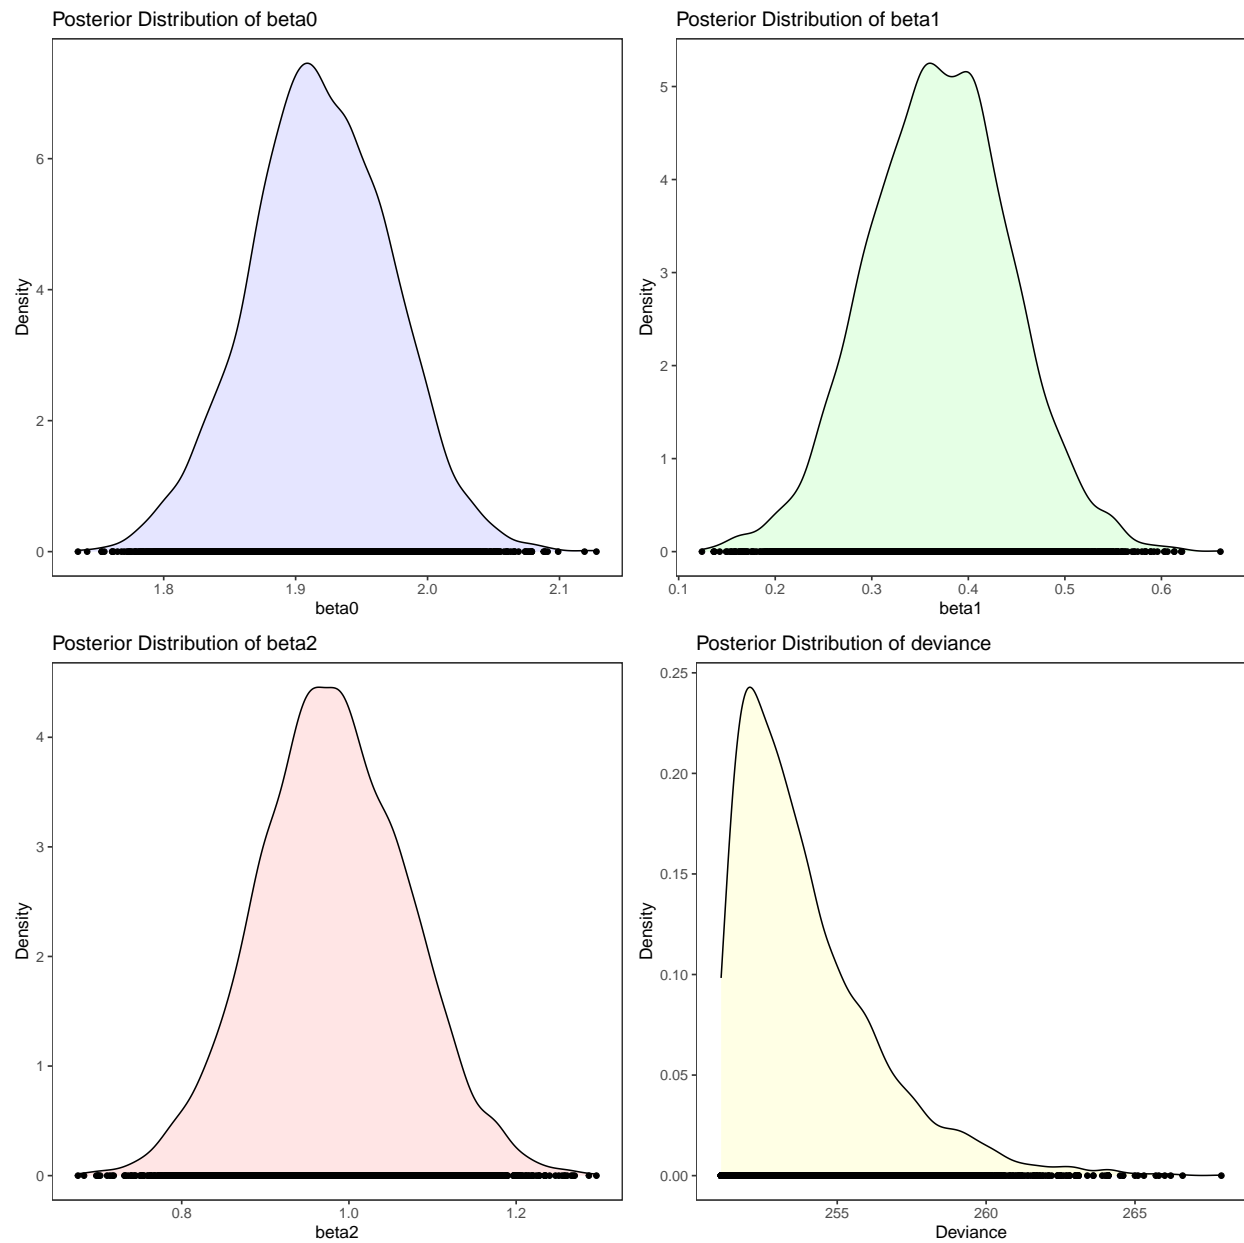 Posterior Distribution of beta0
Density
6
4
2
0
1.8 1.9 2.0 2.1
beta0
Posterior Distribution of beta1
Density
5
4
3
2
1
0
0.1 0.2 0.3 0.4 0.5 0.6
beta1
Posterior Distribution of beta2
Density
4
3
2
1
0
0.8 1.0 1.2
beta2
Posterior Distribution of deviance
Density
0.25
0.20
0.15
0.10
0.05
0.00
255 260 265
Deviance